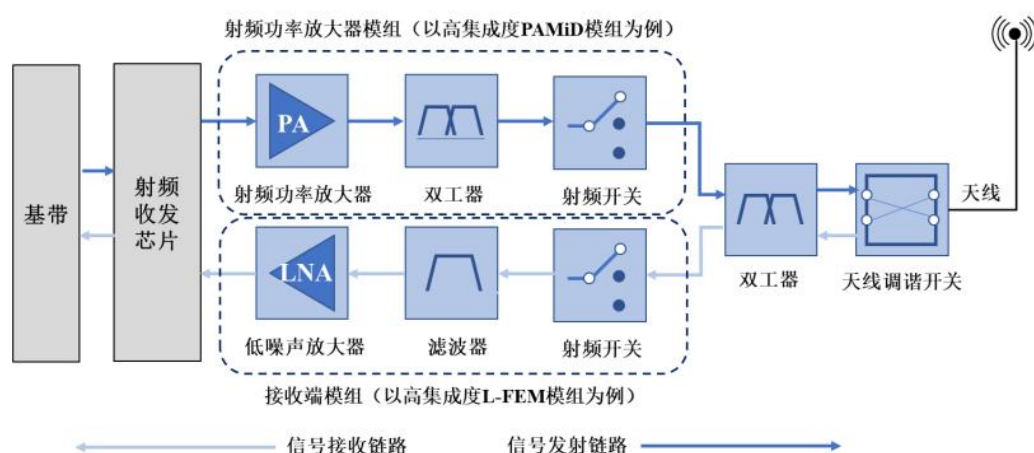 射频功率放大器模组（以高集成度PAMiD模组为例）
基带
射频
收发
芯片
PA
射频功率放大器
双工器
射频开关
LNA
低噪声放大器
滤波器
射频开关
双工器
天线调谐开关
天线
接收端模组（以高集成度L-FEM模组为例）
信号接收链路
信号发射链路